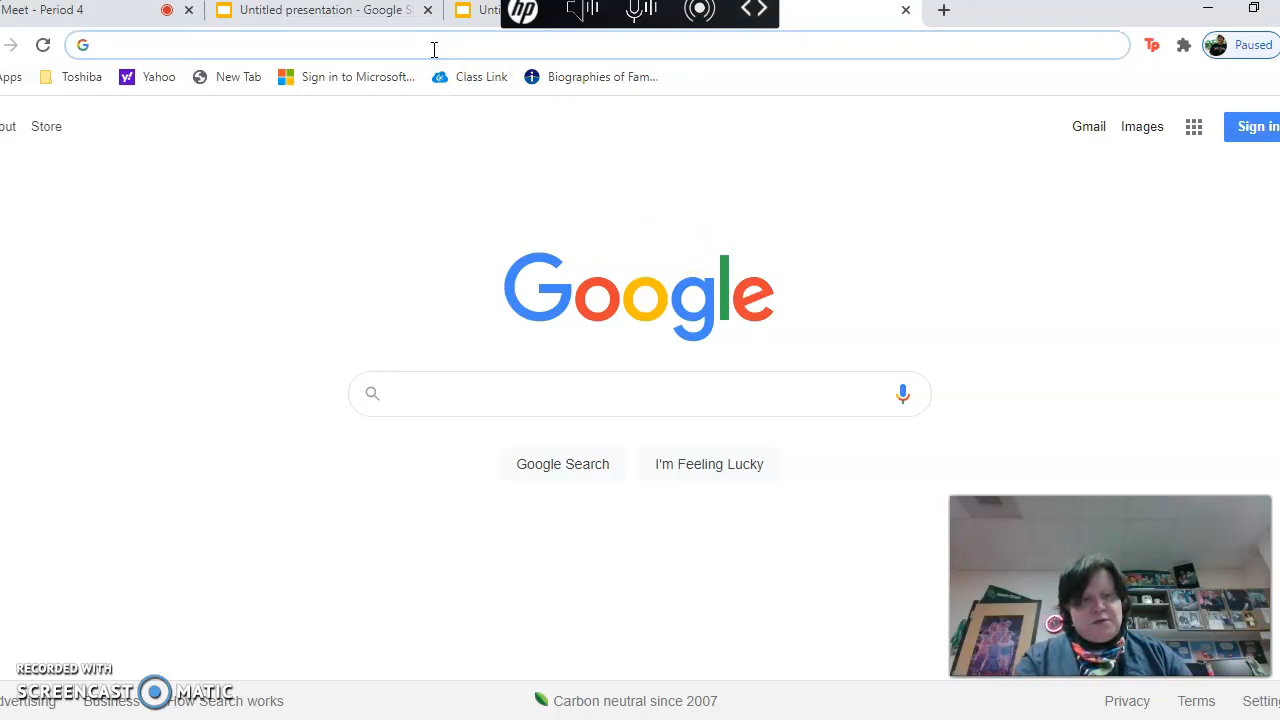 Meet - Period 4
Untitled presentation - Google S
Unti
hp
Paused
Apps
Toshiba
Yahoo
New Tab
Sign in to Microsoft...
Class Link
Biographies of Fam...
out
Store
Gmail
Images
Sign in
Google
Google Search
I'm Feeling Lucky
RECORDED WITH
SCREENCAST MATIC
dvertising
Business
How Search works
Carbon neutral since 2007
Privacy
Terms
Settin